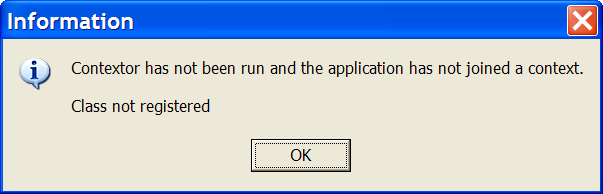 Information
Contextor has not been run and the application has not joined a context.
Class not registered
OK